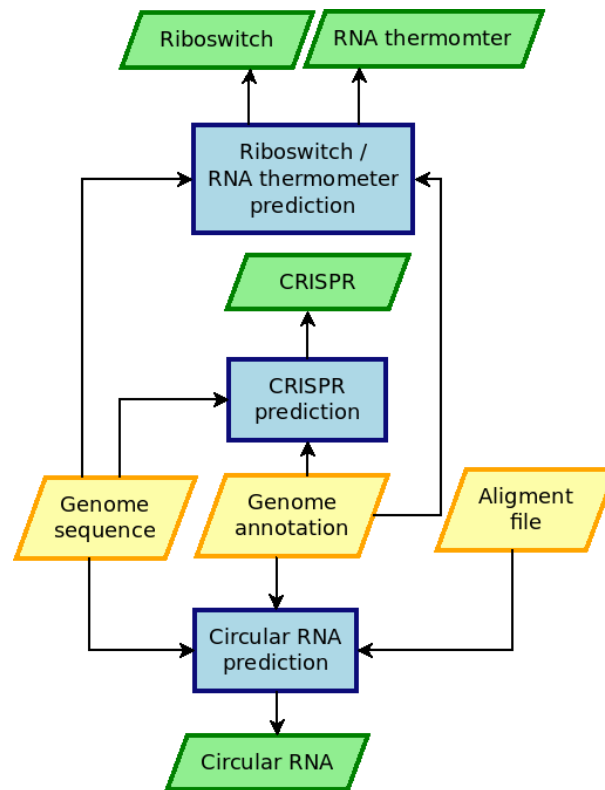 Riboswitch
RNA thermomter
Riboswitch /
RNA thermometer
prediction
CRISPR
CRISPR
prediction
Genome
sequence
Genome
annotation
Aligment
file
Circular RNA
prediction
Circular RNA